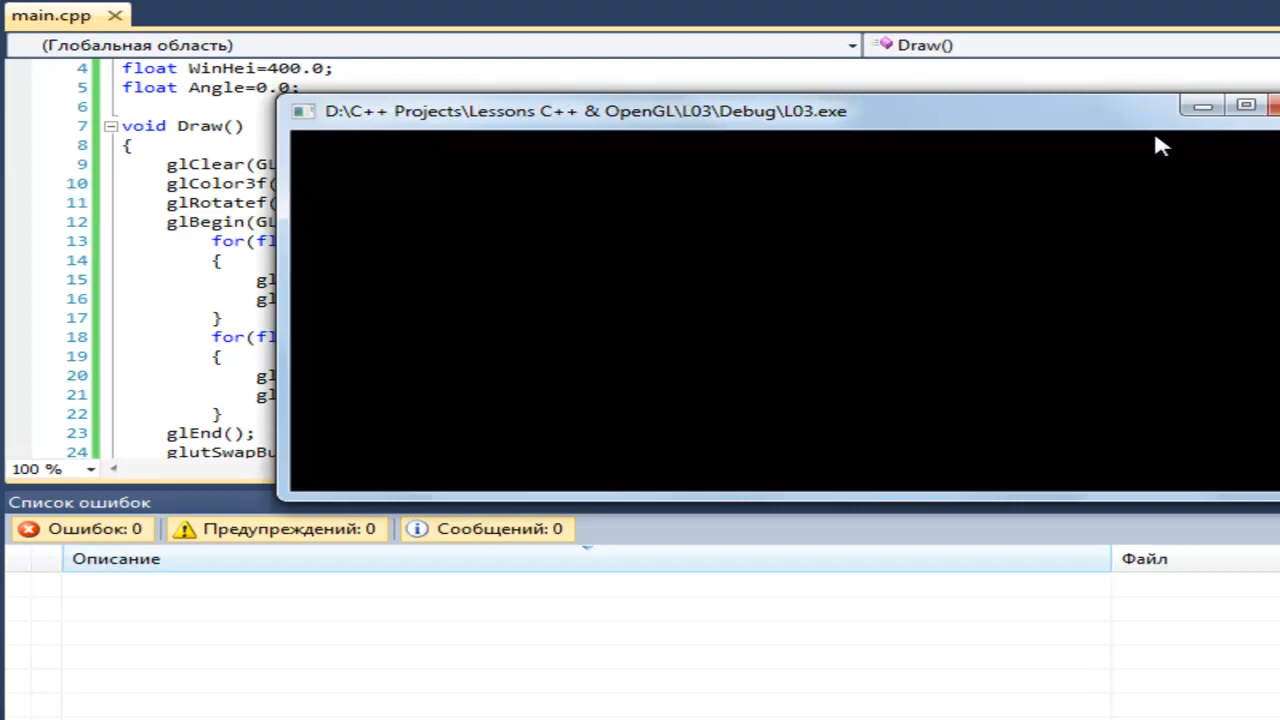 main.cpp
(Глобальная область)
Draw()
4 float WinHei=400.0;
5 float Angle=0.0;
D:\C++ Projects\Lessons C++ & OpenGL\L03\Debug\L03.exe
6
7 void Draw()
8 {
9 glClear(GL
10 glColor3f(
11 glRotatef(
12 glBegin(GL
13 for(fl
14 {
15 gl
16 gl
17 }
18 for(fl
19 {
20 gl
21 gl
22 }
23 glEnd();
24 glutSwapBu
100 %
Список ошибок
Ошибок: 0 Предупреждений: 0 Сообщений: 0
Описание Файл